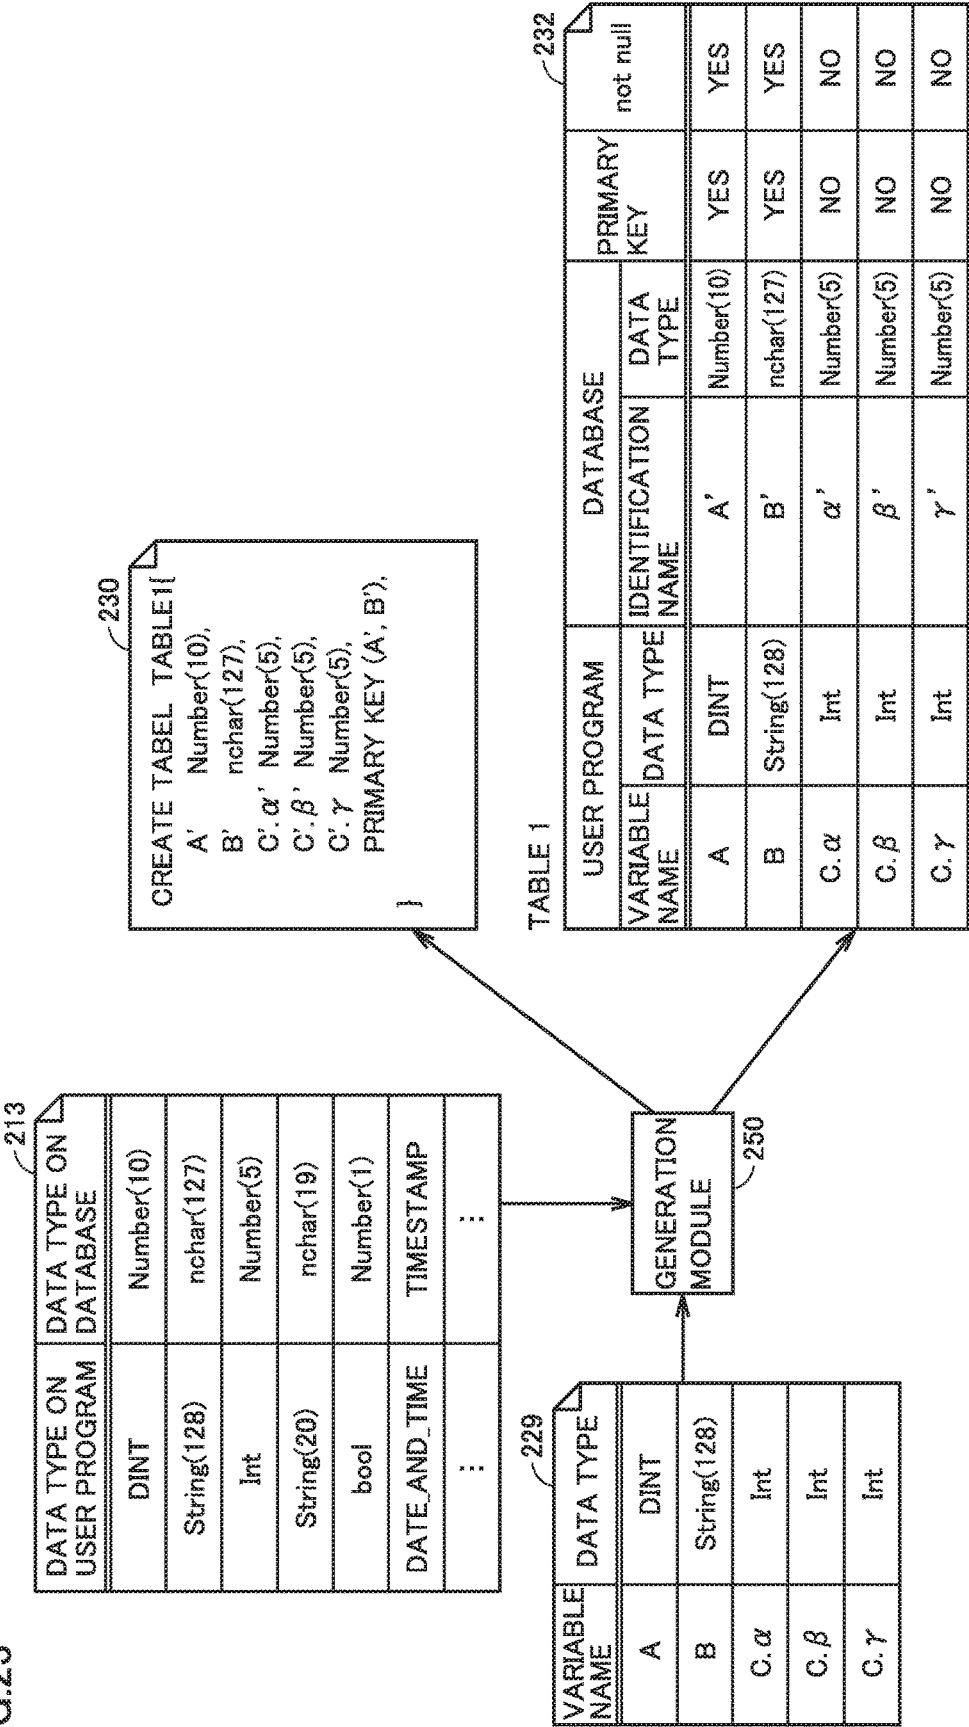 213
DATA TYPE ON USER PROGRAM DATA TYPE ON DATABASE
DINT Number(10)
String(128) nchar(127)
Int Number(5)
String(20) nchar(19)
bool Number(1)
DATE_AND_TIME TIMESTAMP
... ...
229
VARIABLE NAME DATA TYPE
A DINT
B String(128)
C. α Int
C. β Int
C. γ Int
GENERATION
MODULE
250
230
CREATE TABEL TABLE1{
A' Number(10),
B' nchar(127),
C'. α' Number(5),
C'. β' Number(5),
C'. γ Number(5),
PRIMARY KEY (A', B'),
}
TABLE 1
232
USER PROGRAM DATABASE PRIMARY KEY not null
VARIABLE NAME DATA TYPE IDENTIFICATION NAME DATA TYPE
A DINT A' Number(10) YES YES
B String(128) B' nchar(127) YES YES
C. α Int α' Number(5) NO NO
C. β Int β' Number(5) NO NO
C. γ Int γ' Number(5) NO NO